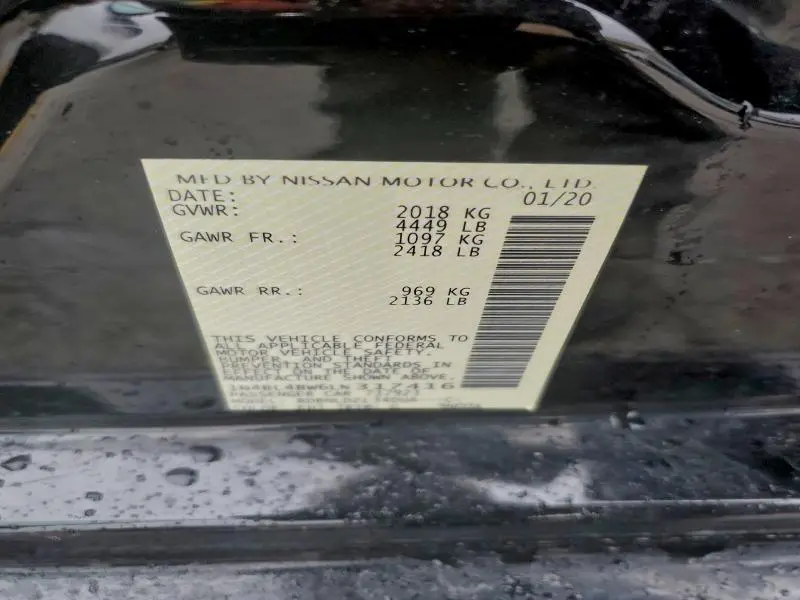 MFD BY NISSAN MOTOR CO., LTD.
DATE: 01/20
GVWR: 2018 KG
4449 LB
GAWR FR.: 1097 KG
2418 LB
GAWR RR.: 969 KG
2136 LB
THIS VEHICLE CONFORMS TO
ALL APPLICABLE FEDERAL
MOTOR VEHICLE SAFETY,
BUMPER, AND THEFT
PREVENTION STANDARDS IN
EFFECT ON THE DATE OF
MANUFACTURE SHOWN ABOVE.
117416
PASSENGER CAR
MODEL